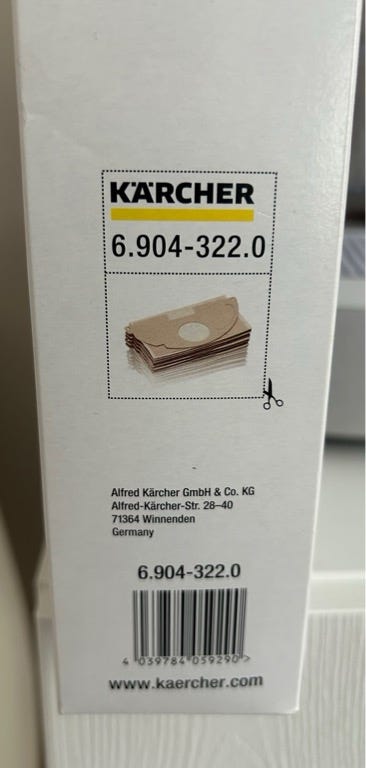 KÄRCHER
6.904-322.0
Alfred Kärcher GmbH & Co. KG
Alfred-Kärcher-Str. 28–40
71364 Winnenden
Germany
6.904-322.0
4 039784 059290 >
www.kaercher.com